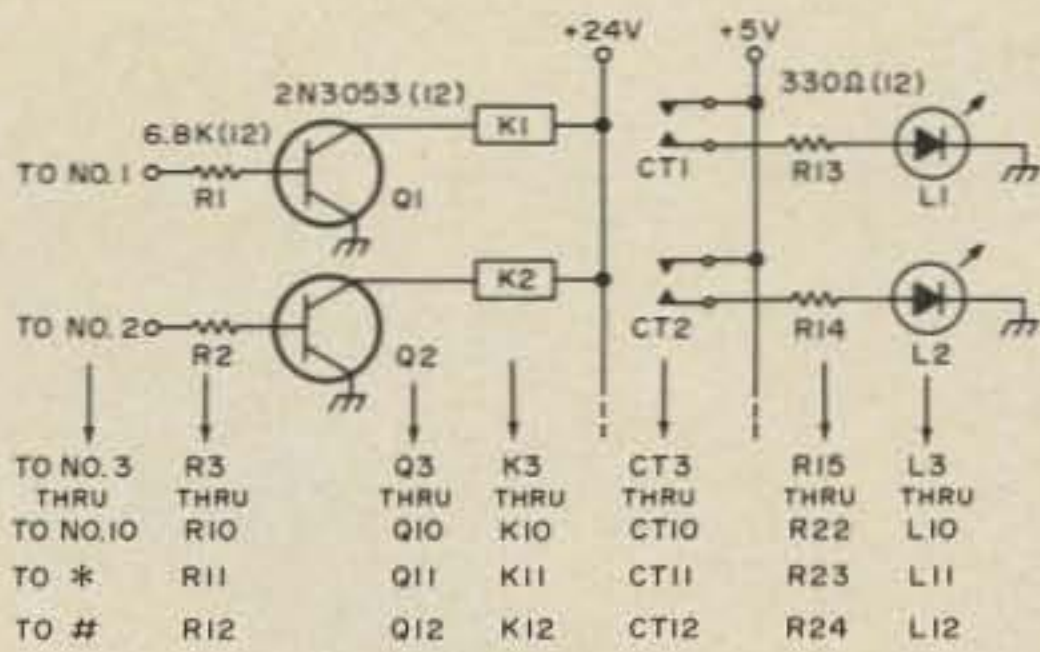 +24V +5V
2N3053 (12) 330Ω (12)
6.8K (12) K1
TO NO. 1 R1 Q1 CT1 R13 L1
K2
TO NO. 2 R2 Q2 CT2 R14 L2
TO NO. 3 R3 Q3 K3 CT3 R15 L3
THRU THRU THRU THRU THRU THRU THRU
TO NO. 10 R10 Q10 K10 CT10 R22 L10
TO * R11 Q11 K11 CT11 R23 L11
TO # R12 Q12 K12 CT12 R24 L12